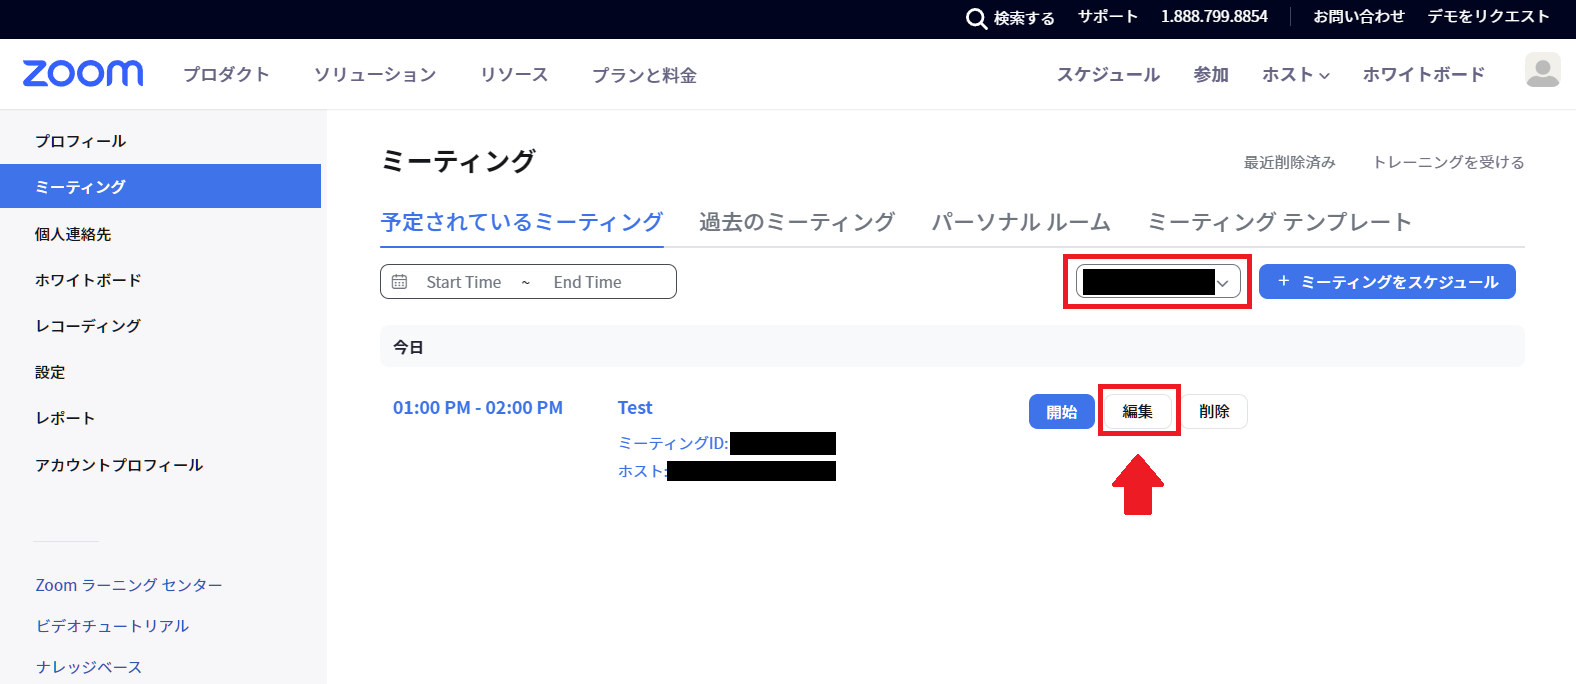 検索する サポート 1.888.799.8854 お問い合わせ デモをリクエスト
zoom プロダクト ソリューション リソース プランと料金 スケジュール 参加 ホスト ホワイトボード
プロフィール
ミーティング
個人連絡先
ホワイトボード
レコーディング
設定
レポート
アカウントプロフィール
Zoom ラーニング センター
ビデオチュートリアル
ナレッジベース
ミーティング
最近削除済み トレーニングを受ける
予定されているミーティング 過去のミーティング パーソナル ルーム ミーティング テンプレート
Start Time ~ End Time
+ ミーティングをスケジュール
今日
01:00 PM - 02:00 PM Test
開始 編集 削除
ミーティングID:
ホスト: